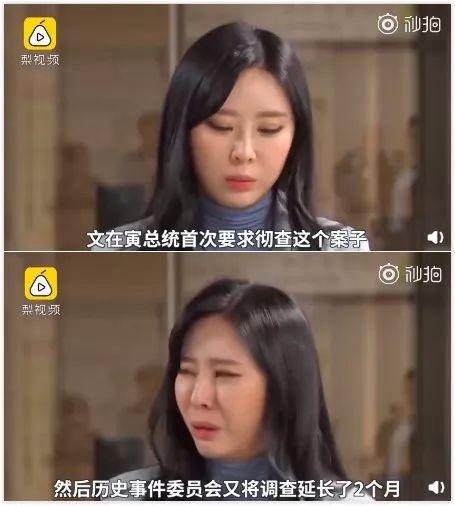 梨视频
秒拍
文在寅总统首次要求彻查这个案子
梨视频
秒拍
然后历史事件委员会又将调查延长了2个月